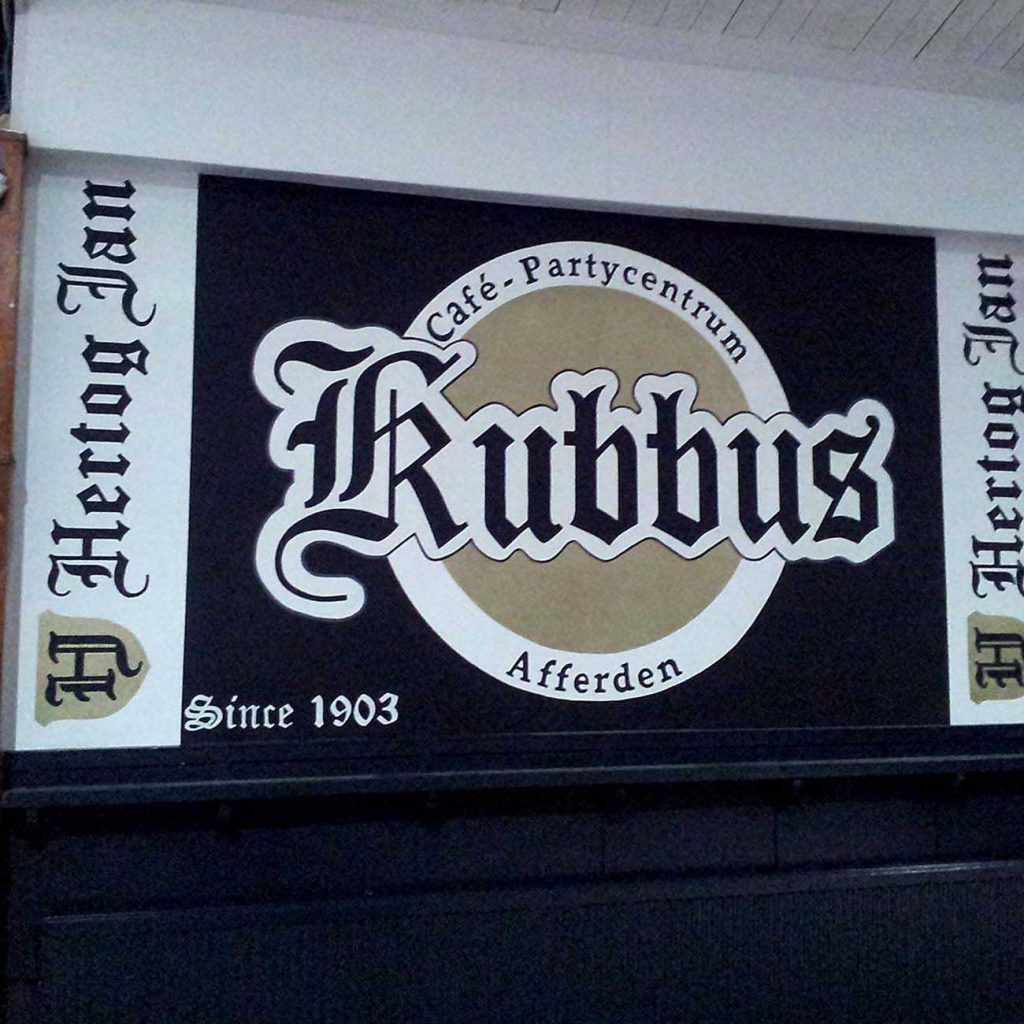 HJ Hertog Jan
Café-Partycentrum
Kubbus
Afferden
Since 1903
HJ Hertog Jan